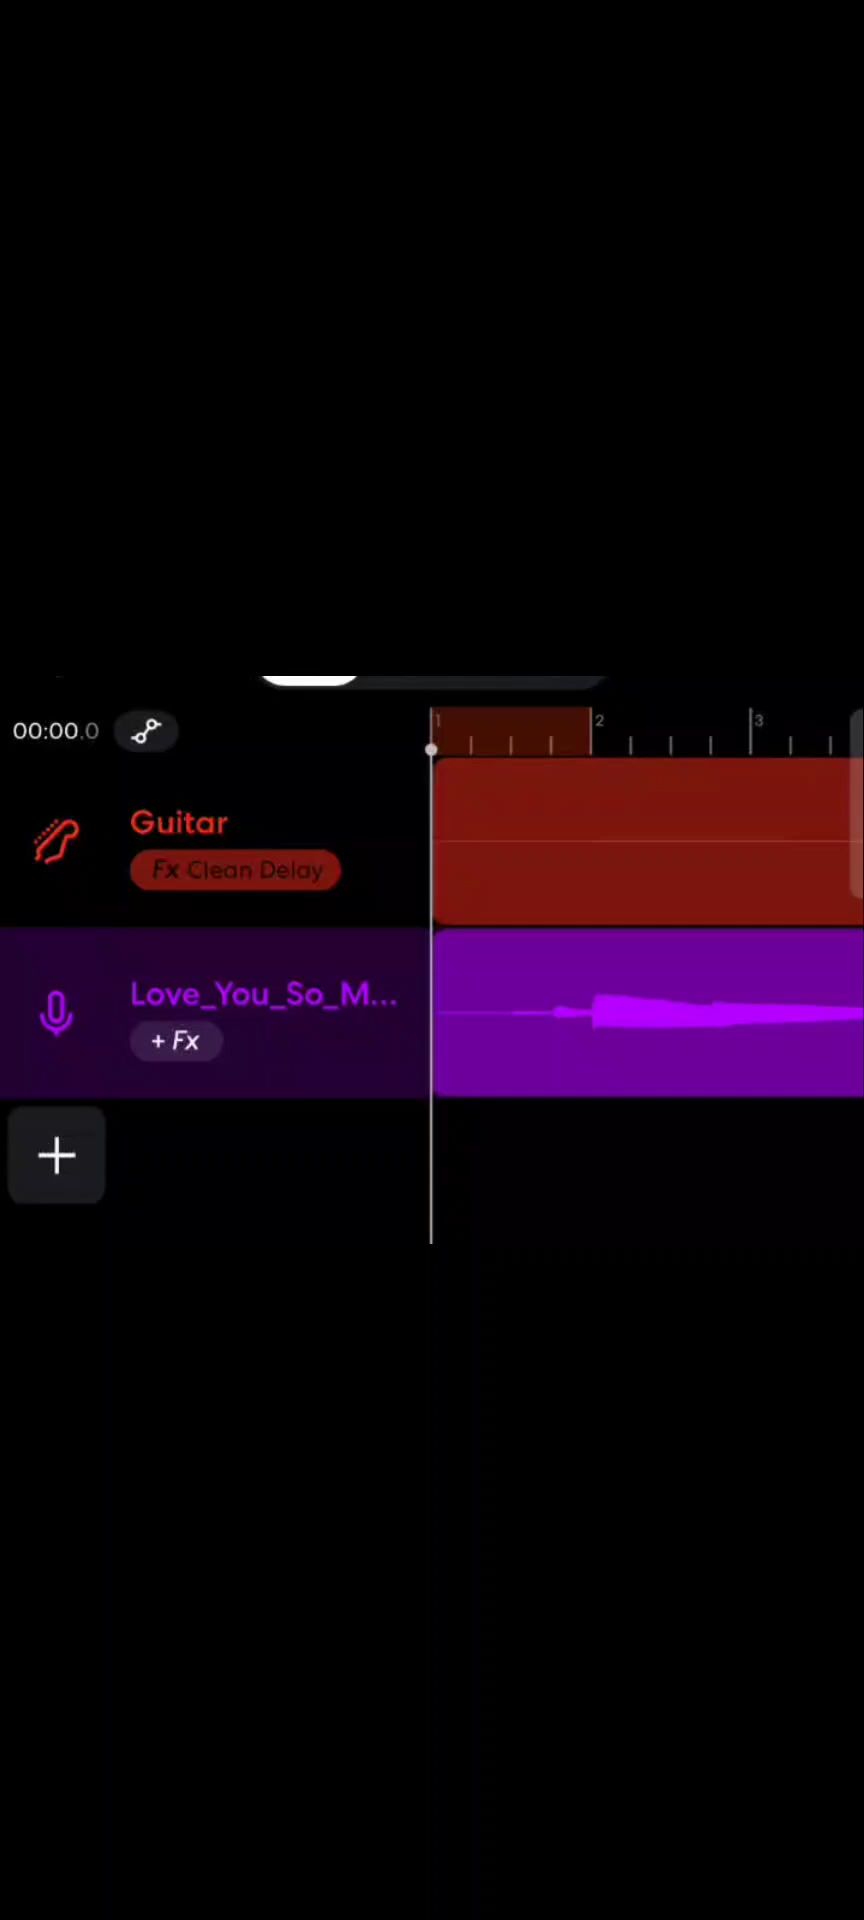 00:00.0
1 2 3
Guitar
Fx Clean Delay
Love_You_So_M...
+ Fx